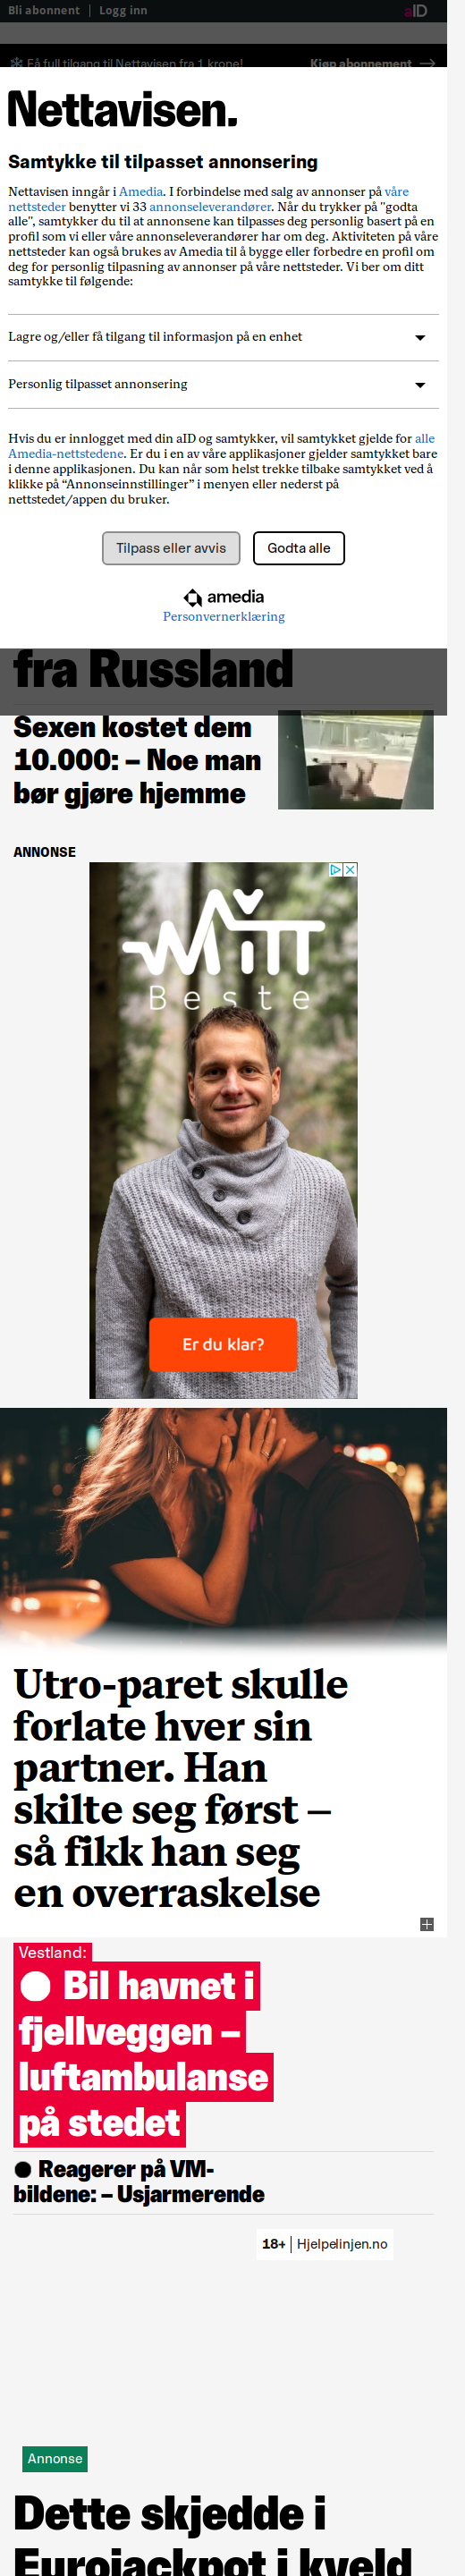 Bli abonnent | Logg inn
aID
Få full tilgang til Nettavisen fra 1 krone! Kjøp abonnement →
Nettavisen.
Samtykke til tilpasset annonsering
Nettavisen inngår i Amedia. I forbindelse med salg av annonser på våre
nettsteder benytter vi 33 annonseleverandører. Når du trykker på "godta
alle", samtykker du til at annonsene kan tilpasses deg personlig basert på en
profil som vi eller våre annonseleverandører har om deg. Aktiviteten på våre
nettsteder kan også brukes av Amedia til å bygge eller forbedre en profil om
deg for personlig tilpasning av annonser på våre nettsteder. Vi ber om ditt
samtykke til følgende:
Lagre og/eller få tilgang til informasjon på en enhet
Personlig tilpasset annonsering
Hvis du er innlogget med din aID og samtykker, vil samtykket gjelde for alle
Amedia-nettstedene. Er du i en av våre applikasjoner gjelder samtykket bare
i denne applikasjonen. Du kan når som helst trekke tilbake samtykket ved å
klikke på “Annonseinnstillinger” i menyen eller nederst på
nettstedet/appen du bruker.
Tilpass eller avvis
Godta alle
amedia
Personvernerklæring
fra Russland
Sexen kostet dem
10.000: – Noe man
bør gjøre hjemme
ANNONSE
MiTT
Beste
Er du klar?
Utro-paret skulle
forlate hver sin
partner. Han
skilte seg først –
så fikk han seg
en overraskelse
Vestland:
Bil havnet i
fjellveggen –
luftambulanse
på stedet
Reagerer på VM-
bildene: – Usjarmerende
18+ | Hjelpelinjen.no
Annonse
Dette skjedde i
Eurojackpot i kveld